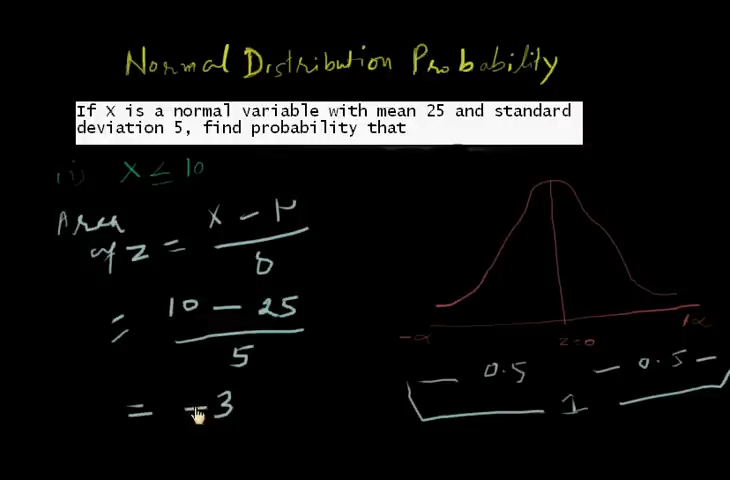 Normal Distribution Probability
If X is a normal variable with mean 25 and standard
deviation 5, find probability that
(i) X ≤ 10
Area
of z = X - μ
σ
= 10 - 25
5
= -3
-α
z=0
+α
0.5
0.5
1